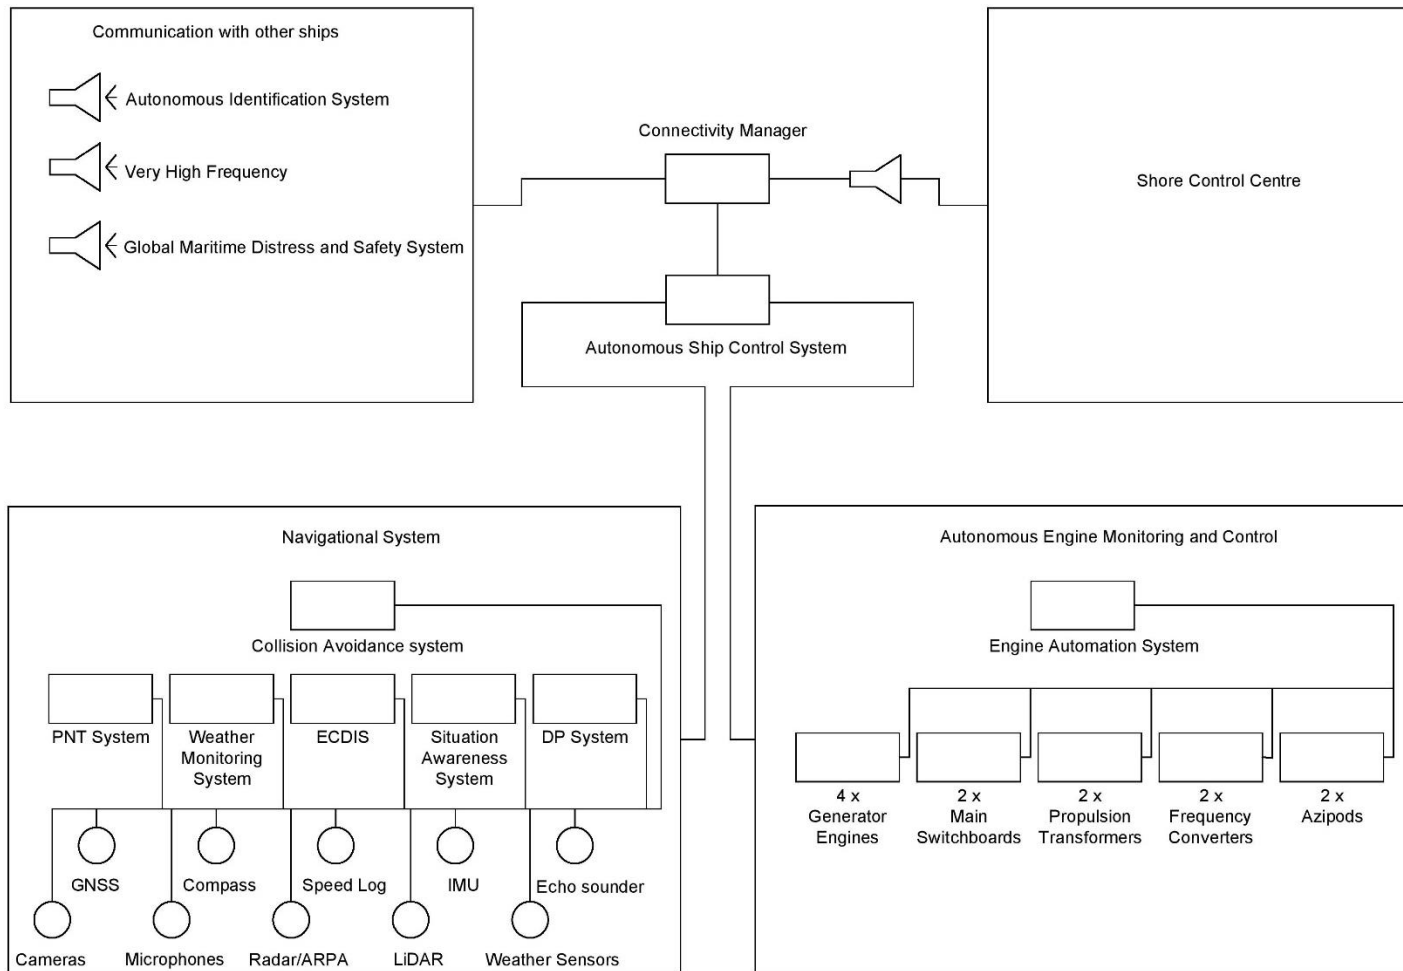 Communication with other ships
Autonomous Identification System
Very High Frequency
Global Maritime Distress and Safety System
Connectivity Manager
Shore Control Centre
Autonomous Ship Control System
Navigational System
Collision Avoidance system
PNT System
Weather
Monitoring
System
ECDIS
Situation
Awareness
System
DP System
GNSS
Compass
Speed Log
IMU
Echo sounder
Cameras
Microphones
Radar/ARPA
LiDAR
Weather Sensors
Autonomous Engine Monitoring and Control
Engine Automation System
4 x
Generator
Engines
2 x
Main
Switchboards
2 x
Propulsion
Transformers
2 x
Frequency
Converters
2 x
Azipods